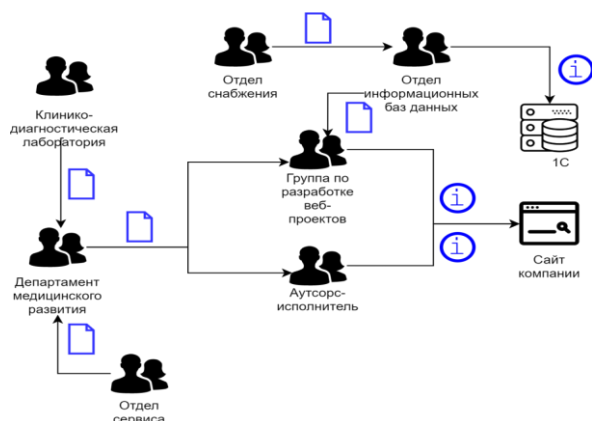 Отдел
снабжения
Отдел
информационных
баз данных
Клинико-
диагностическая
лаборатория
1С
Группа по
разработке
веб-
проектов
Сайт
компании
Департамент
медицинского
развития
Аутсорс-
исполнитель
Отдел
сервиса
i
i
i